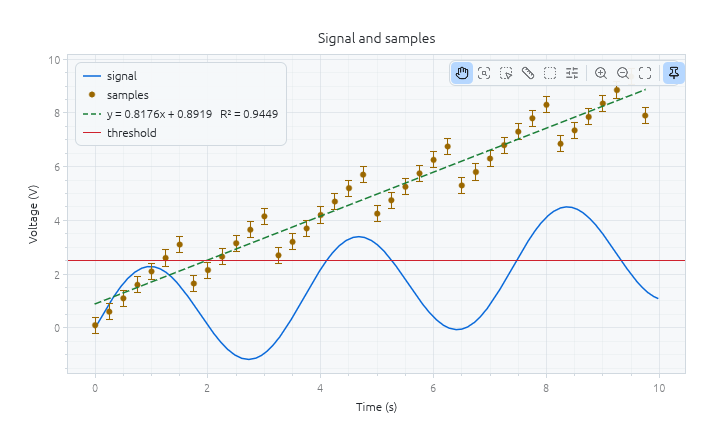 Signal and samples
signal
samples
y = 0.8176x + 0.8919 R² = 0.9449
threshold
Voltage (V)
10
8
6
4
2
0
0
2
4
6
8
10
Time (s)